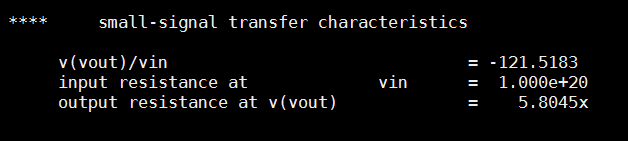 **** small-signal transfer characteristics
v(vout)/vin = -121.5183
input resistance at vin = 1.000e+20
output resistance at v(vout) = 5.8045x